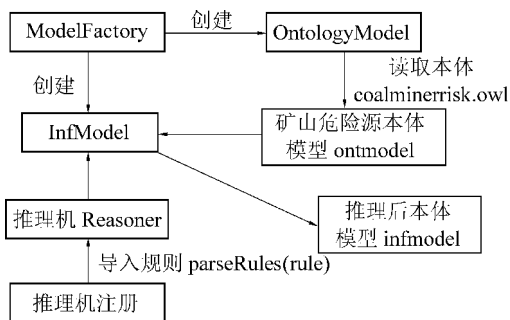 ModelFactory
创建
OntologyModel
创建
读取本体
coalminerrisk.owl
InfModel
矿山危险源本体
模型 ontmodel
推理机 Reasoner
推理后本体
模型 infmodel
导入规则 parseRules(rule)
推理机注册